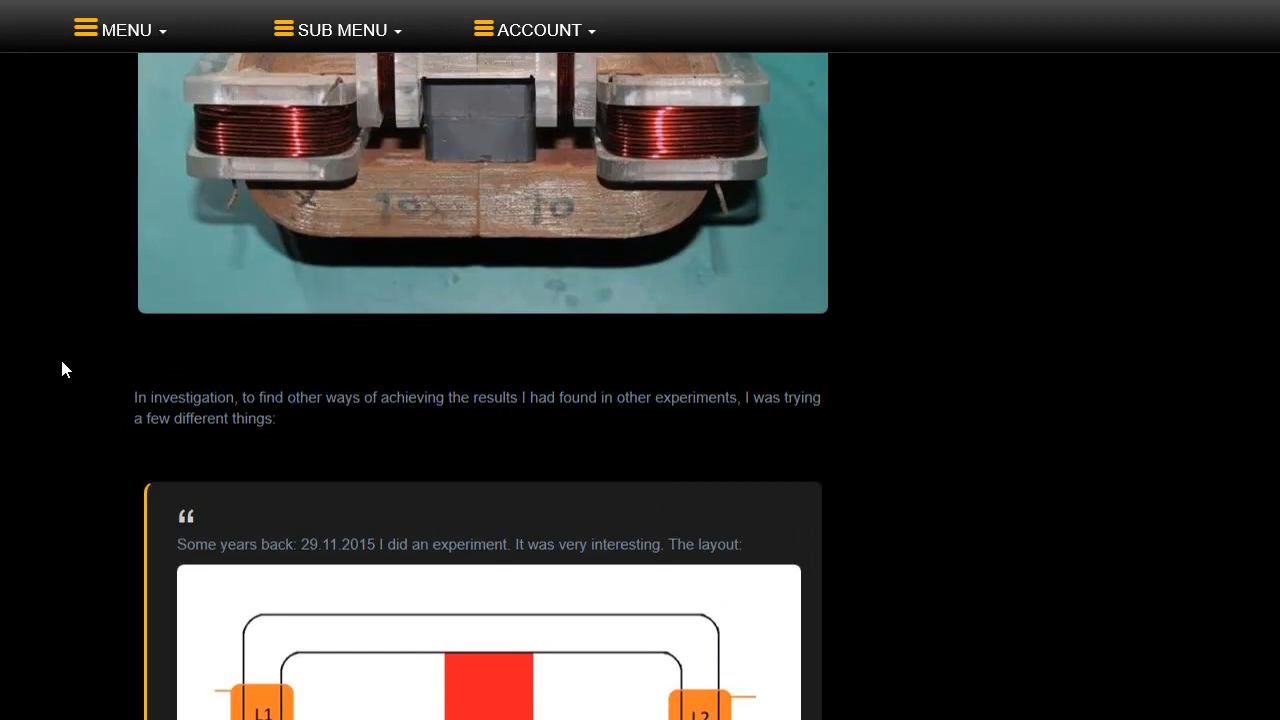 MENU
SUB MENU
ACCOUNT
10
In investigation, to find other ways of achieving the results I had found in other experiments, I was trying
a few different things:
“
Some years back: 29.11.2015 I did an experiment. It was very interesting. The layout:
L1
L2